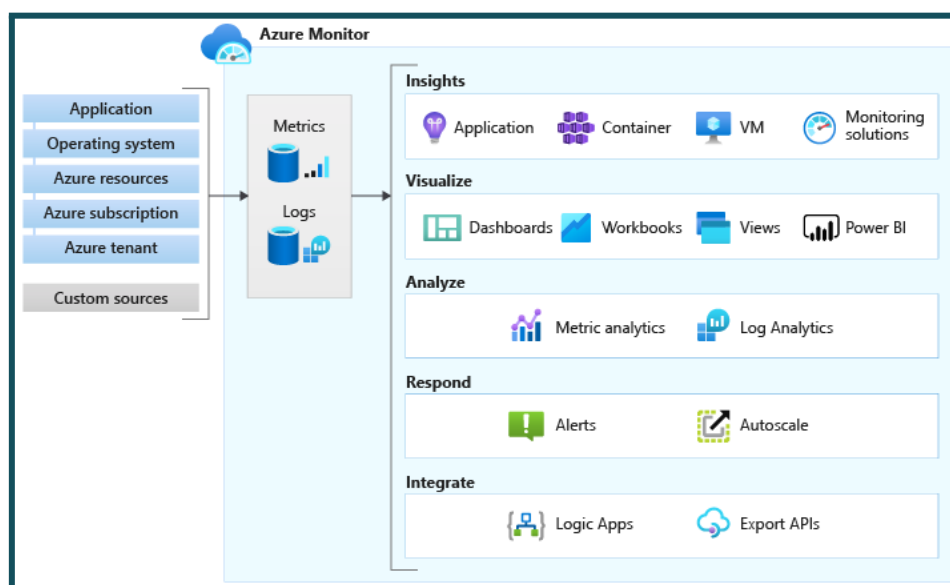 Azure Monitor
Application
Operating system
Azure resources
Azure subscription
Azure tenant
Custom sources
Metrics
Logs
Insights
Application
Container
VM
Monitoring
solutions
Visualize
Dashboards
Workbooks
Views
Power BI
Analyze
Metric analytics
Log Analytics
Respond
Alerts
Autoscale
Integrate
Logic Apps
Export APIs